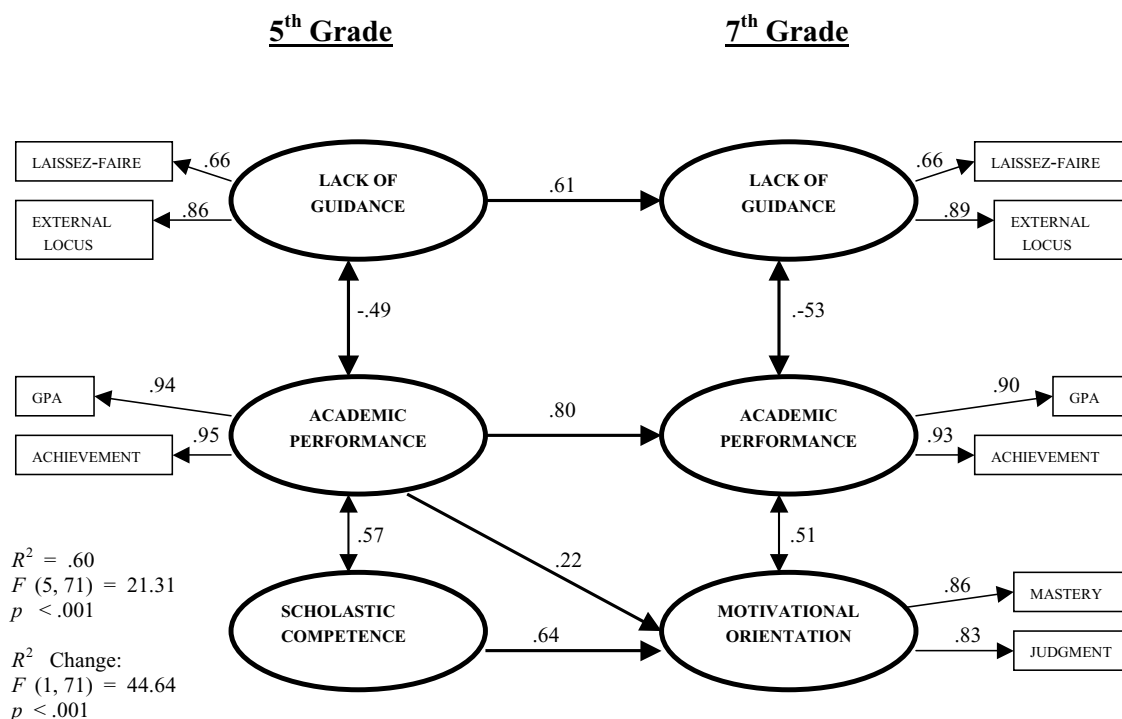 5th Grade
7th Grade
LAISSEZ-FAIRE
.66
LACK OF
GUIDANCE
.61
LACK OF
GUIDANCE
.66
LAISSEZ-FAIRE
EXTERNAL
LOCUS
.86
.89
EXTERNAL
LOCUS
-.49
.-53
GPA
.94
ACADEMIC
PERFORMANCE
.80
ACADEMIC
PERFORMANCE
.90
GPA
ACHIEVEMENT
.95
.93
ACHIEVEMENT
.57
.22
.51
R2 = .60
F (5, 71) = 21.31
p < .001
SCHOLASTIC
COMPETENCE
.64
MOTIVATIONAL
ORIENTATION
.86
MASTERY
.83
JUDGMENT
R2 Change:
F (1, 71) = 44.64
p < .001